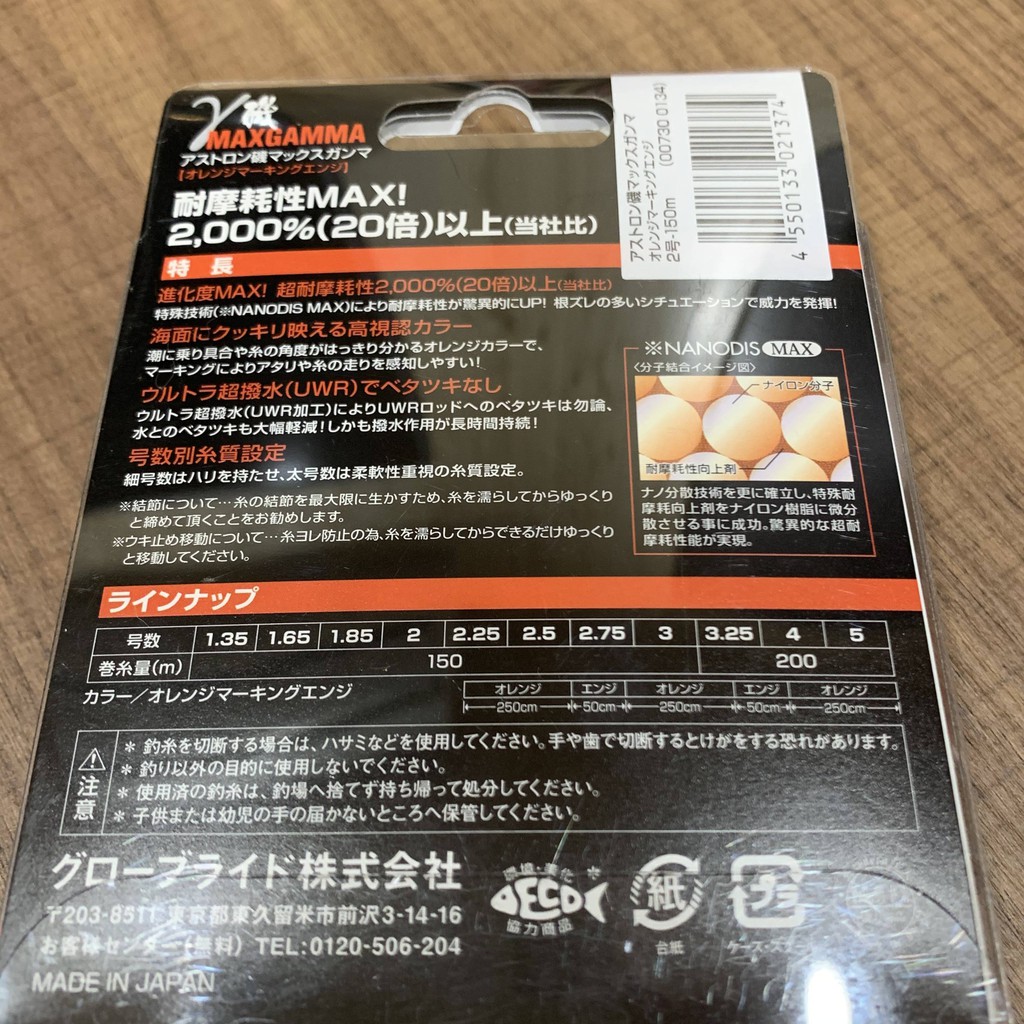 γ磯
MAXGAMMA
アストロン磯マックスガンマ
【オレンジマーキングエンジ】
耐摩耗性MAX!
2,000%(20倍)以上(当社比)
アストロン磯マックスガンマ
オレンジマーキングエンジ
2号-150m (00730 0134)
4 550133 021374
特長
進化度MAX! 超耐摩耗性2,000%(20倍)以上(当社比)
特殊技術(※NANODIS MAX)により耐摩耗性が驚異的にUP! 根ズレの多いシチュエーションで威力を発揮!
海面にクッキリ映える高視認カラー
潮に乗り具合や糸の角度がはっきり分かるオレンジカラーで、
マーキングによりアタリや糸の走りを感知しやすい!
ウルトラ超撥水(UWR)でベタツキなし
ウルトラ超撥水(UWR加工)によりUWRロッドへのベタツキは勿論、
水とのベタツキも大幅軽減!しかも撥水作用が長時間持続!
号数別糸質設定
細号数はハリを持たせ、太号数は柔軟性重視の糸質設定。
※結節について…糸の結節を最大限に生かすため、糸を濡らしてからゆっくり
と締めて頂くことをお勧めします。
※ウキ止め移動について…糸ヨレ防止の為、糸を濡らしてからできるだけゆっくり
と移動してください。
※NANODIS MAX
〈分子結合イメージ図〉
ナイロン分子
耐摩耗性向上剤
ナノ分散技術を更に確立し、特殊耐
摩耗向上剤をナイロン樹脂に微分
散させる事に成功。驚異的な超耐
摩耗性能が実現。
ラインナップ
号数 1.35 1.65 1.85 2 2.25 2.5 2.75 3 3.25 4 5
巻糸量(m) 150 200
カラー/オレンジマーキングエンジ
オレンジ エンジ オレンジ エンジ オレンジ
250cm 50cm 250cm 50cm 250cm
注意
* 釣糸を切断する場合は、ハサミなどを使用してください。手や歯で切断するとけがをする恐れがあります。
* 釣り以外の目的に使用しないでください。
* 使用済の釣糸は、釣場へ捨てず持ち帰って処分してください。
* 子供または幼児の手の届かないところへ保管してください。
グローブライド株式会社
〒203-8511 東京都東久留米市前沢3-14-16
お客様センター(無料) TEL:0120-506-204
MADE IN JAPAN
環境・美化
ECO
協力商品
※
紙
台紙
プラ